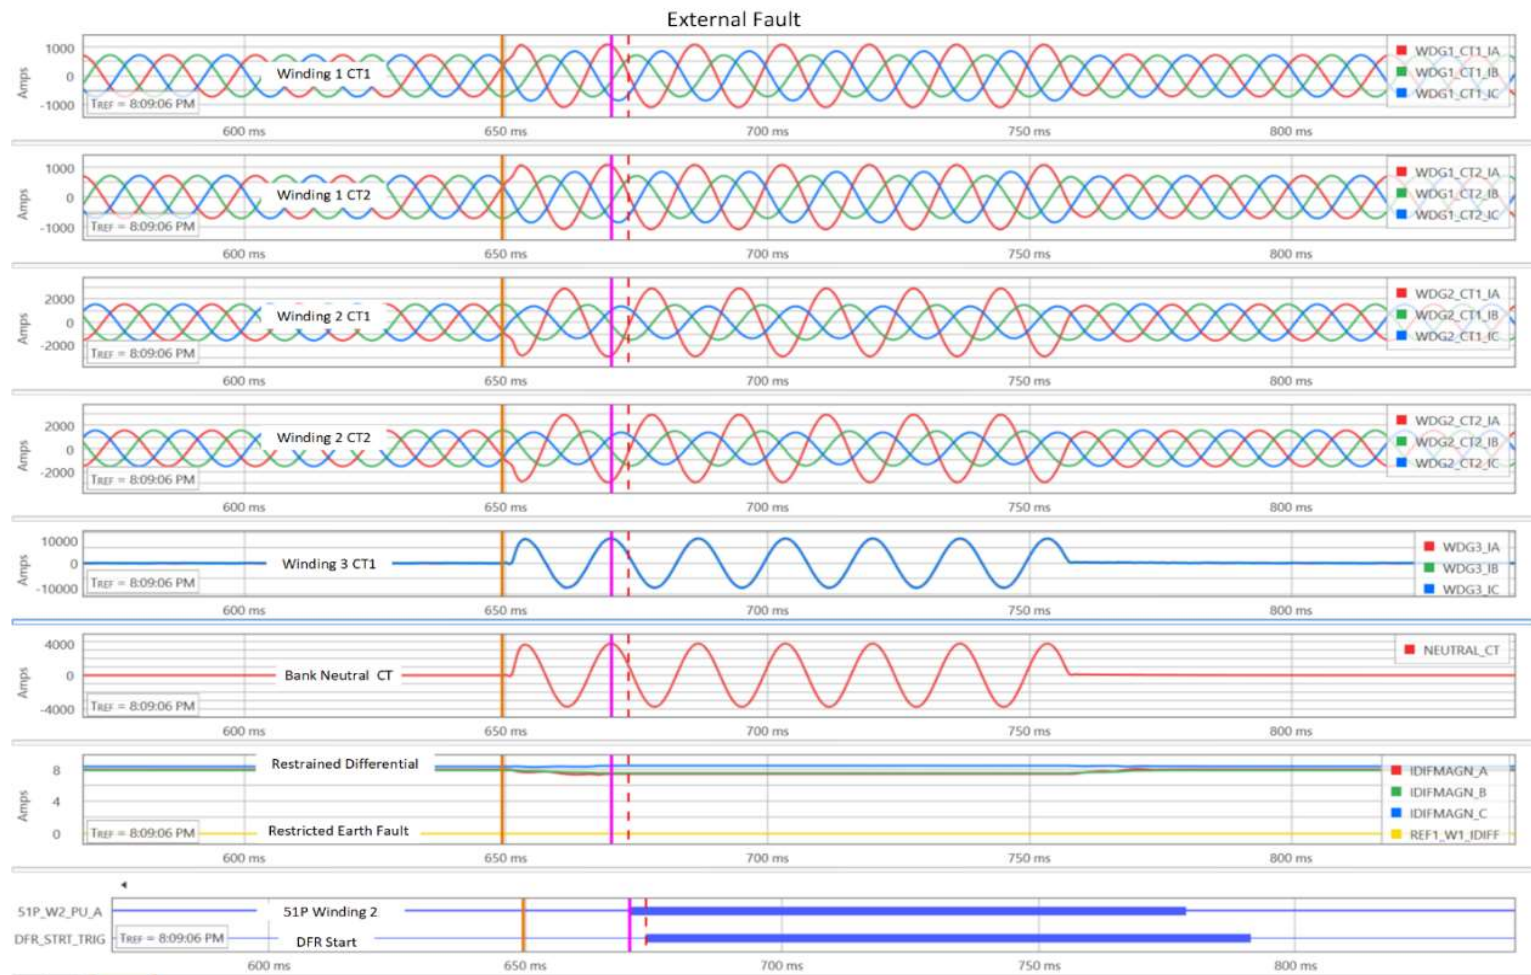 External Fault
1000
0
-1000
Amps
Winding 1 CT1
TREF = 8:09:06 PM
WDG1_CT1_IA
WDG1_CT1_IB
WDG1_CT1_IC
600 ms 650 ms 700 ms 750 ms 800 ms
1000
0
-1000
Amps
Winding 1 CT2
TREF = 8:09:06 PM
WDG1_CT2_IA
WDG1_CT2_IB
WDG1_CT2_IC
600 ms 650 ms 700 ms 750 ms 800 ms
2000
0
-2000
Amps
Winding 2 CT1
TREF = 8:09:06 PM
WDG2_CT1_IA
WDG2_CT1_IB
WDG2_CT1_IC
600 ms 650 ms 700 ms 750 ms 800 ms
2000
0
-2000
Amps
Winding 2 CT2
TREF = 8:09:06 PM
WDG2_CT2_IA
WDG2_CT2_IB
WDG2_CT2_IC
600 ms 650 ms 700 ms 750 ms 800 ms
10000
0
-10000
Amps
Winding 3 CT1
TREF = 8:09:06 PM
WDG3_IA
WDG3_IB
WDG3_IC
600 ms 650 ms 700 ms 750 ms 800 ms
4000
0
-4000
Amps
Bank Neutral CT
TREF = 8:09:06 PM
NEUTRAL_CT
600 ms 650 ms 700 ms 750 ms 800 ms
8
4
0
Amps
Restrained Differential
Restricted Earth Fault
TREF = 8:09:06 PM
IDIFMAGN_A
IDIFMAGN_B
IDIFMAGN_C
REF1_W1_IDIFF
600 ms 650 ms 700 ms 750 ms 800 ms
51P_W2_PU_A 51P Winding 2
DFR_STRT_TRIG TREF = 8:09:06 PM DFR Start
600 ms 650 ms 700 ms 750 ms 800 ms